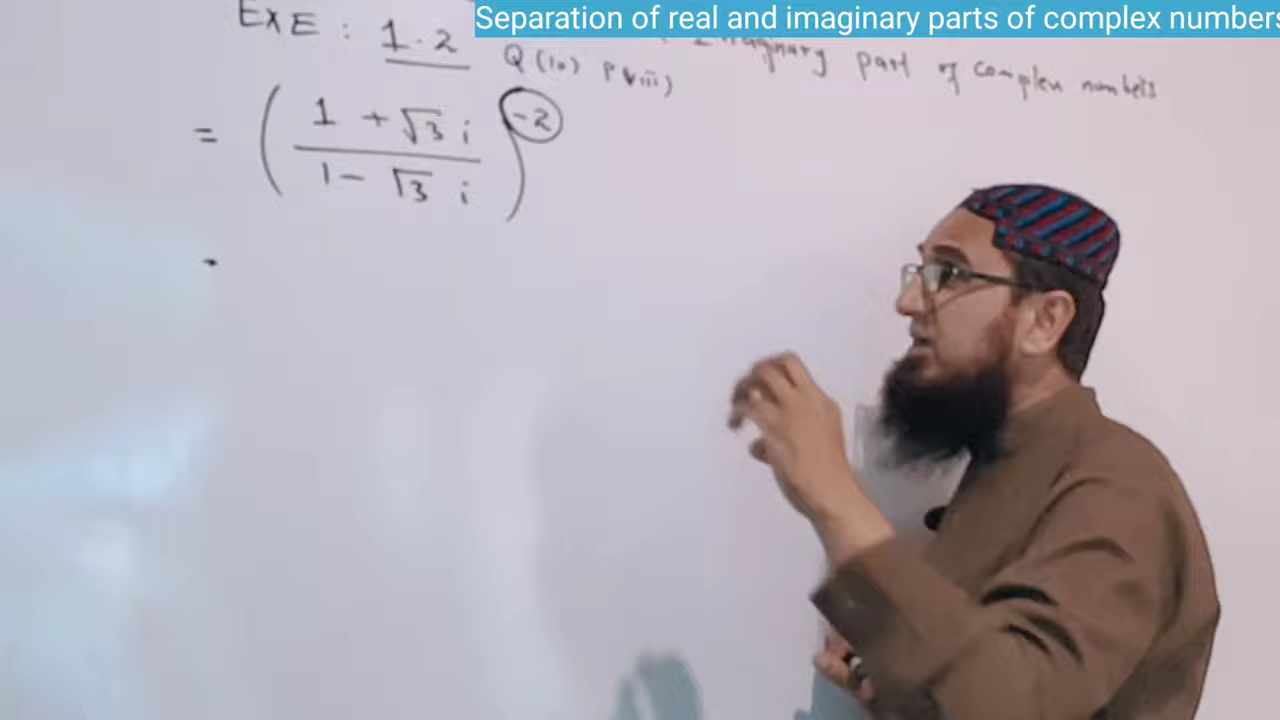 Separation of real and imaginary parts of complex numbers
EXE : 1.2
Imaginary part of complex numbers
Q (10) P (viii)
= ( 1 + √3 i / 1 - √3 i ) -2